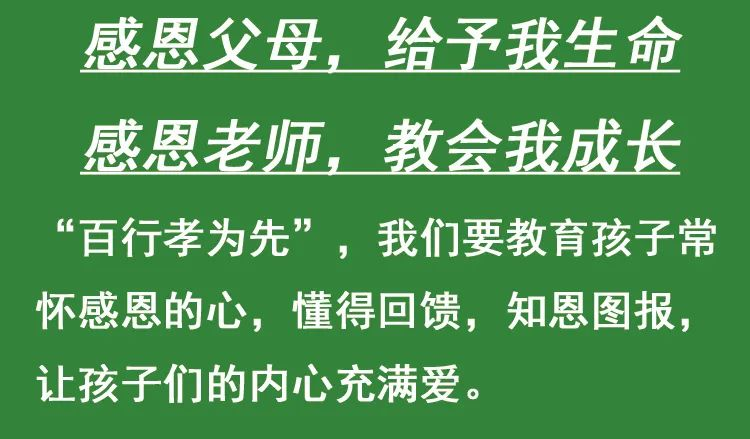 感恩父母，给予我生命
感恩老师，教会我成长
“百行孝为先”，我们要教育孩子常
怀感恩的心，懂得回馈，知恩图报，
让孩子们的内心充满爱。